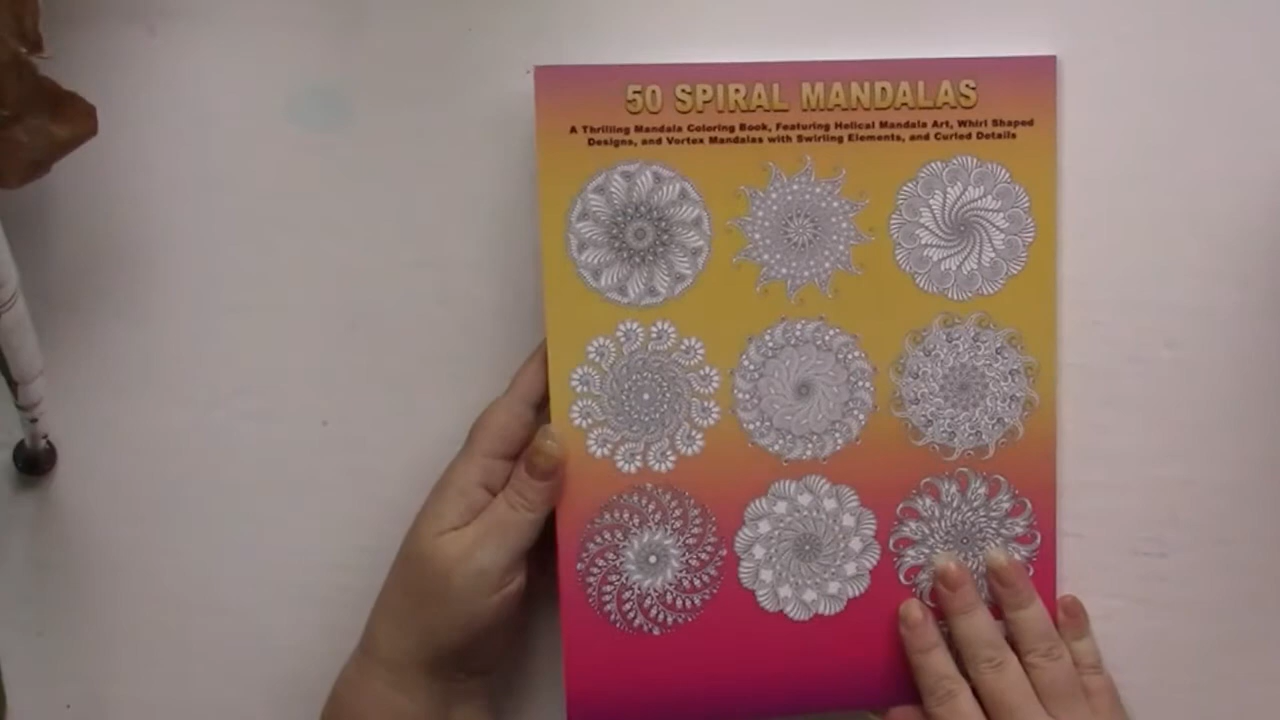 50 SPIRAL MANDALAS
A Thrilling Mandala Coloring Book, Featuring Helical Mandala Art, Whirl Shaped
Designs, and Vortex Mandalas with Swirling Elements, and Curled Details